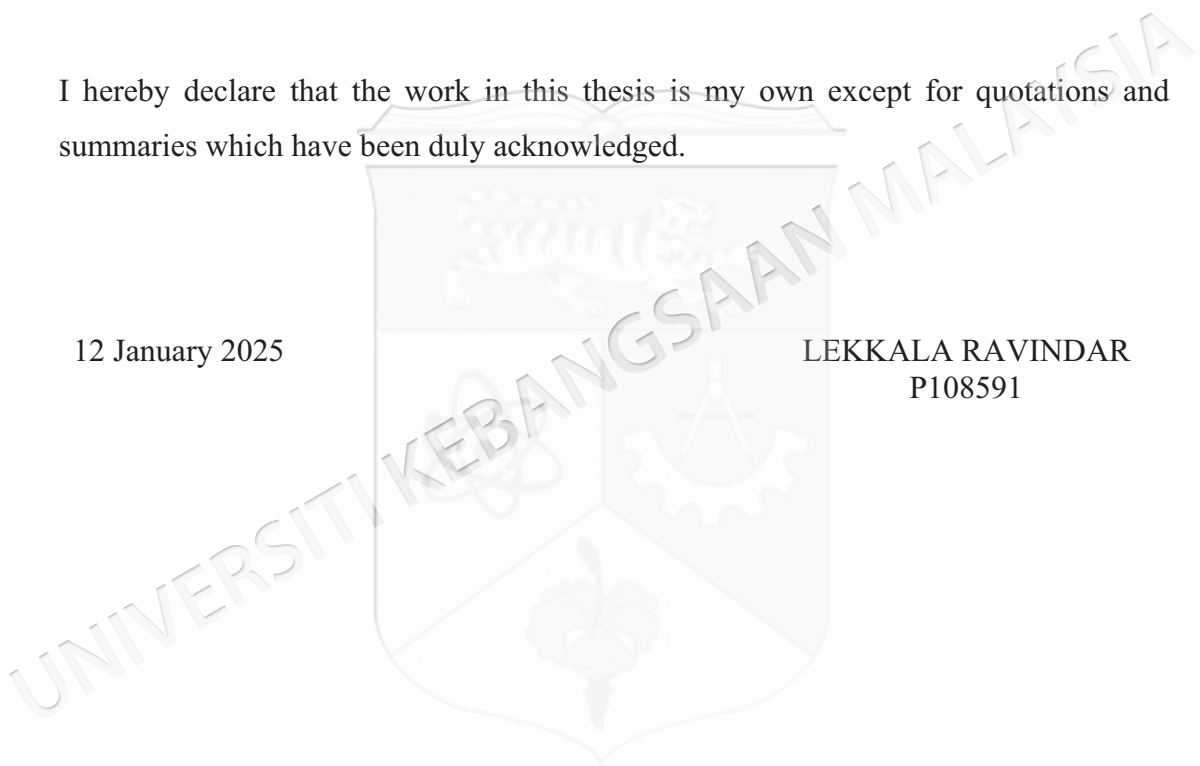 I hereby declare that the work in this thesis is my own except for quotations and
summaries which have been duly acknowledged.
12 January 2025
LEKKALA RAVINDAR
P108591
UNIVERSITI KEBANGSAAN MALAYSIA